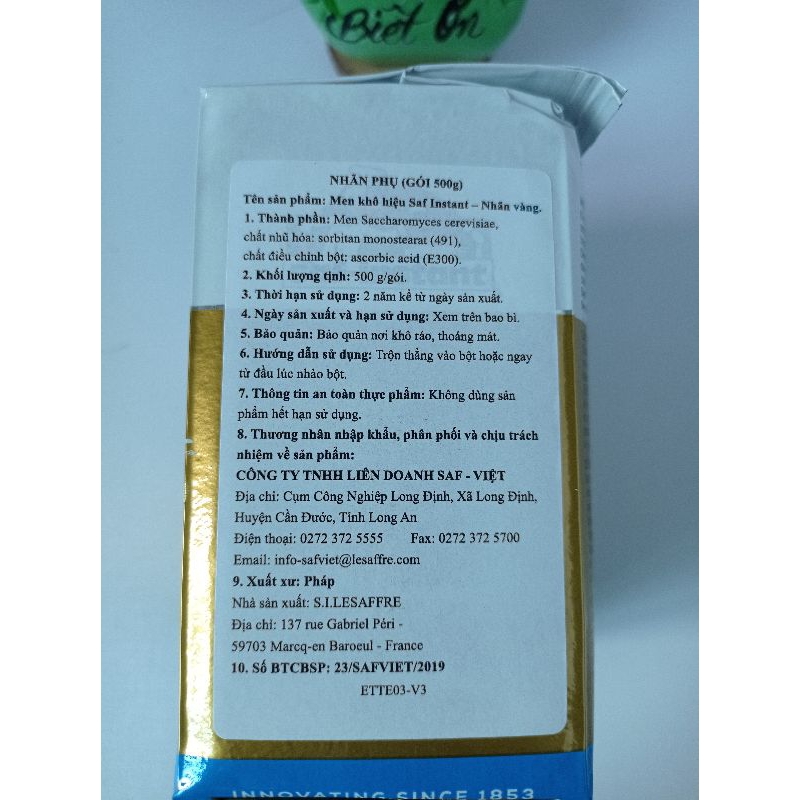 Biết Ơn
NHÃN PHỤ (GÓI 500g)
Tên sản phẩm: Men khô hiệu Saf Instant – Nhãn vàng.
1. Thành phần: Men Saccharomyces cerevisiae,
chất nhũ hóa: sorbitan monostearat (491),
chất điều chỉnh bột: ascorbic acid (E300).
2. Khối lượng tịnh: 500 g/gói.
3. Thời hạn sử dụng: 2 năm kể từ ngày sản xuất.
4. Ngày sản xuất và hạn sử dụng: Xem trên bao bì.
5. Bảo quản: Bảo quản nơi khô ráo, thoáng mát.
6. Hướng dẫn sử dụng: Trộn thẳng vào bột hoặc ngay
từ đầu lúc nhào bột.
7. Thông tin an toàn thực phẩm: Không dùng sản
phẩm hết hạn sử dụng.
8. Thương nhân nhập khẩu, phân phối và chịu trách
nhiệm về sản phẩm:
CÔNG TY TNHH LIÊN DOANH SAF - VIỆT
Địa chỉ: Cụm Công Nghiệp Long Định, Xã Long Định,
Huyện Cần Đước, Tỉnh Long An
Điện thoại: 0272 372 5555 Fax: 0272 372 5700
Email: info-safviet@lesaffre.com
9. Xuất xứ: Pháp
Nhà sản xuất: S.I.LESAFFRE
Địa chỉ: 137 rue Gabriel Péri -
59703 Marcq-en Baroeul - France
10. Số BTCBSP: 23/SAFVIET/2019
ETTE03-V3
INNOVATING SINCE 1853